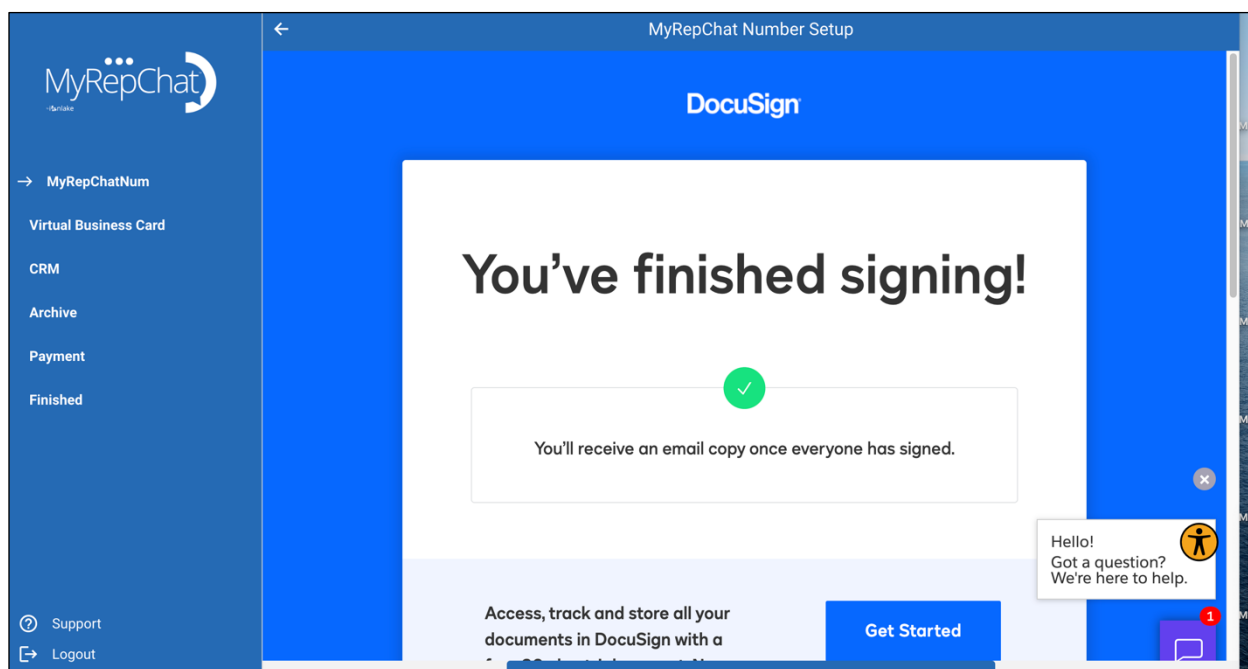 MyRepChat Number Setup
MyRepChat
MyRepChatNum
Virtual Business Card
CRM
Archive
Payment
Finished
Support
Logout
DocuSign
You've finished signing!
You'll receive an email copy once everyone has signed.
Access, track and store all your
documents in DocuSign with a
Get Started
Hello!
Got a question?
We're here to help.
1